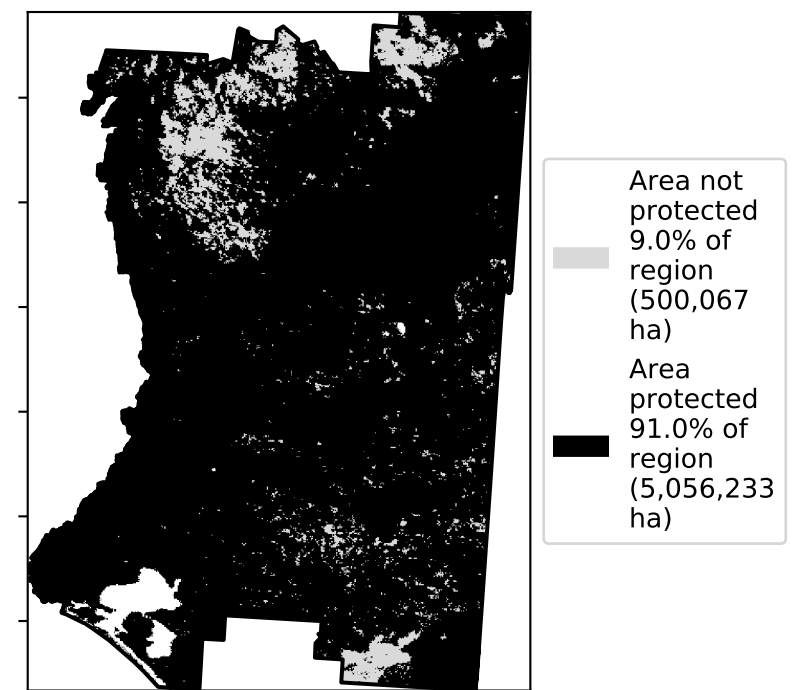 Area not
protected
9.0% of
region
(500,067
ha)
Area
protected
91.0% of
region
(5,056,233
ha)